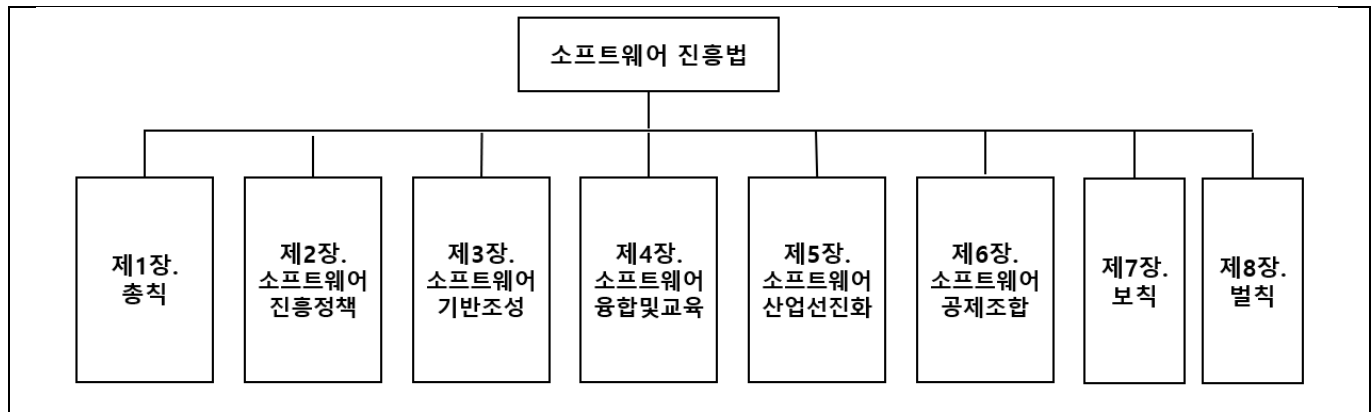 소프트웨어 진흥법
제1장.
총칙
제2장.
소프트웨어
진흥정책
제3장.
소프트웨어
기반조성
제4장.
소프트웨어
융합및교육
제5장.
소프트웨어
산업선진화
제6장.
소프트웨어
공제조합
제7장.
보칙
제8장.
벌칙